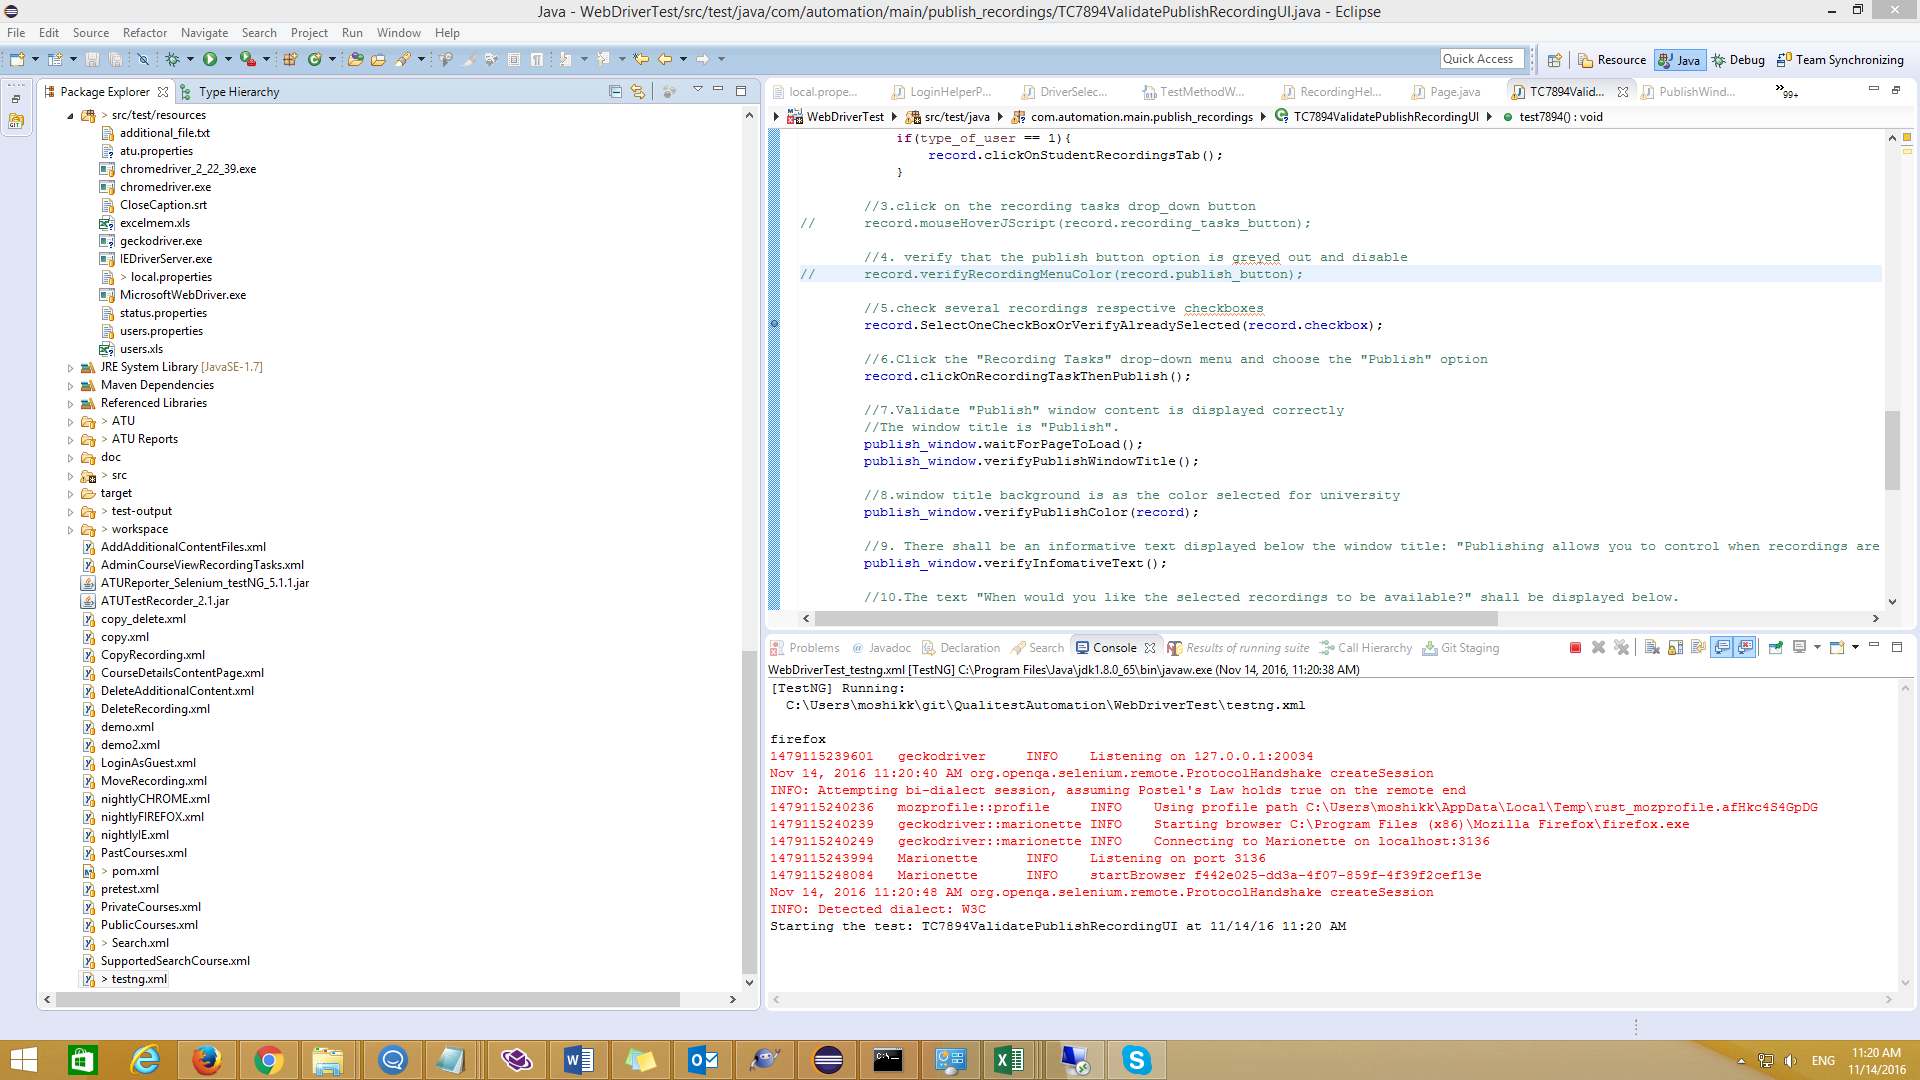 Java - WebDriverTest/src/test/java/com/automation/main/publish_recordings/TC7894ValidatePublishRecordingUI.java - Eclipse
File Edit Source Refactor Navigate Search Project Run Window Help
Quick Access
Resource
Java
Debug
Team Synchronizing
Package Explorer
Type Hierarchy
> src/test/resources
additional_file.txt
atu.properties
chromedriver_2_22_39.exe
chromedriver.exe
CloseCaption.srt
excelmem.xls
geckodriver.exe
IEDriverServer.exe
> local.properties
MicrosoftWebDriver.exe
status.properties
users.properties
users.xls
JRE System Library [JavaSE-1.7]
Maven Dependencies
Referenced Libraries
> ATU
> ATU Reports
doc
> src
target
> test-output
> workspace
AddAdditionalContentFiles.xml
AdminCourseViewRecordingTasks.xml
ATUReporter_Selenium_testNG_5.1.1.jar
ATUTestRecorder_2.1.jar
copy_delete.xml
copy.xml
CopyRecording.xml
CourseDetailsContentPage.xml
DeleteAdditionalContent.xml
DeleteRecording.xml
demo.xml
demo2.xml
LoginAsGuest.xml
MoveRecording.xml
nightlyCHROME.xml
nightlyFIREFOX.xml
nightlyIE.xml
PastCourses.xml
> pom.xml
pretest.xml
PrivateCourses.xml
PublicCourses.xml
> Search.xml
SupportedSearchCourse.xml
> testng.xml
local.prope... LoginHelperP... DriverSelec... TestMethodW... RecordingHel... Page.java TC7894Valid... PublishWind... »99+
WebDriverTest src/test/java com.automation.main.publish_recordings TC7894ValidatePublishRecordingUI test7894() : void
if(type_of_user == 1){
record.clickOnStudentRecordingsTab();
}
//3.click on the recording tasks drop_down button
// record.mouseHoverJScript(record.recording_tasks_button);
//4. verify that the publish button option is greyed out and disable
// record.verifyRecordingMenuColor(record.publish_button);
//5.check several recordings respective checkboxes
record.SelectOneCheckBoxOrVerifyAlreadySelected(record.checkbox);
//6.Click the "Recording Tasks" drop-down menu and choose the "Publish" option
record.clickOnRecordingTaskThenPublish();
//7.Validate "Publish" window content is displayed correctly
//The window title is "Publish".
publish_window.waitForPageToLoad();
publish_window.verifyPublishWindowTitle();
//8.window title background is as the color selected for university
publish_window.verifyPublishColor(record);
//9. There shall be an informative text displayed below the window title: "Publishing allows you to control when recordings are
publish_window.verifyInfomativeText();
//10.The text "When would you like the selected recordings to be available?" shall be displayed below.
Problems @ Javadoc Declaration Search Console Results of running suite Call Hierarchy Git Staging
WebDriverTest_testng.xml [TestNG] C:\Program Files\Java\jdk1.8.0_65\bin\javaw.exe (Nov 14, 2016, 11:20:38 AM)
[TestNG] Running:
C:\Users\moshikk\git\QualitestAutomation\WebDriverTest\testng.xml
firefox
1479115239601 geckodriver INFO Listening on 127.0.0.1:20034
Nov 14, 2016 11:20:40 AM org.openqa.selenium.remote.ProtocolHandshake createSession
INFO: Attempting bi-dialect session, assuming Postel's Law holds true on the remote end
1479115240236 mozprofile::profile INFO Using profile path C:\Users\moshikk\AppData\Local\Temp\rust_mozprofile.afHkc4S4GpDG
1479115240239 geckodriver::marionette INFO Starting browser C:\Program Files (x86)\Mozilla Firefox\firefox.exe
1479115240249 geckodriver::marionette INFO Connecting to Marionette on localhost:3136
1479115243994 Marionette INFO Listening on port 3136
1479115248084 Marionette INFO startBrowser f442e025-dd3a-4f07-859f-4f39f2cef13e
Nov 14, 2016 11:20:48 AM org.openqa.selenium.remote.ProtocolHandshake createSession
INFO: Detected dialect: W3C
Starting the test: TC7894ValidatePublishRecordingUI at 11/14/16 11:20 AM
ENG
11:20 AM
11/14/2016